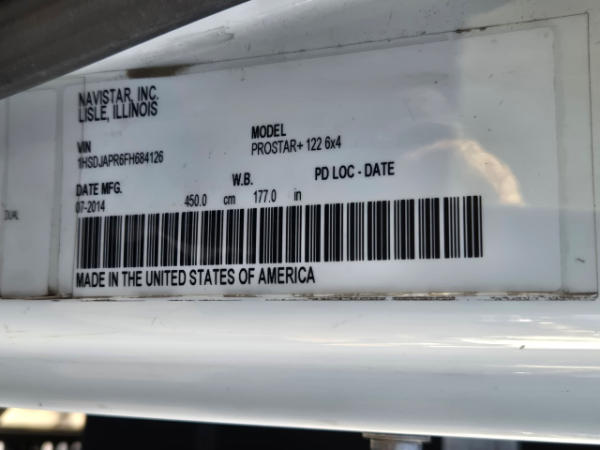 NAVISTAR, INC.
LISLE, ILLINOIS
VIN
1HSDJAPR6FH684126
MODEL
PROSTAR+ 122 6x4
DATE MFG.
07-2014
W.B.
450.0 cm 177.0 in
PD LOC - DATE
MADE IN THE UNITED STATES OF AMERICA
DUAL